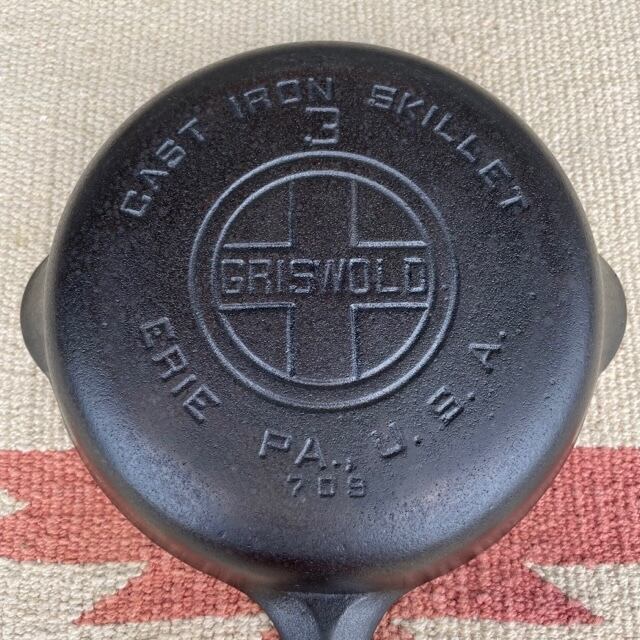 CAST IRON SKILLET
3
GRISWOLD
ERIE PA., U.S.A.
709